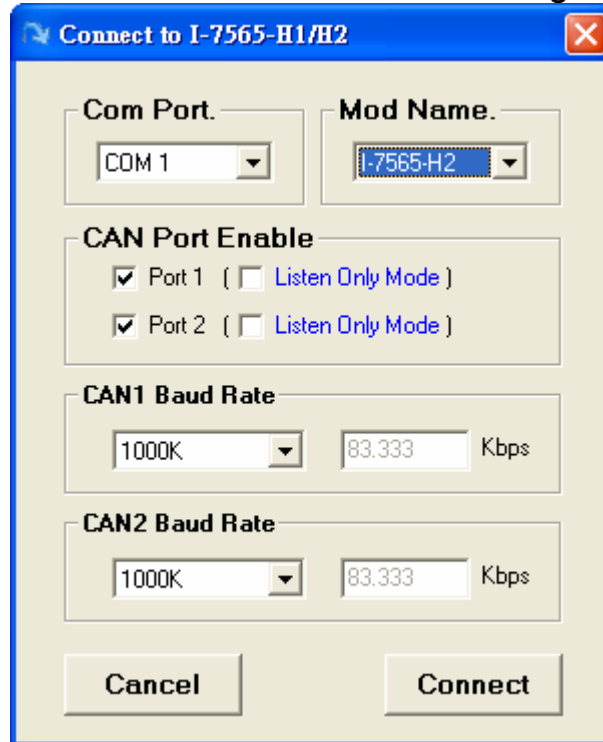 Connect to I-7565-H1/H2
Com Port. Mod Name.
COM 1 I-7565-H2
CAN Port Enable
Port 1 ( Listen Only Mode )
Port 2 ( Listen Only Mode )
CAN1 Baud Rate
1000K 83.333 Kbps
CAN2 Baud Rate
1000K 83.333 Kbps
Cancel Connect